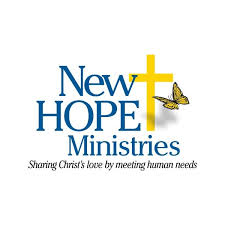 New
HOPE
Ministries
Sharing Christ's love by meeting human needs